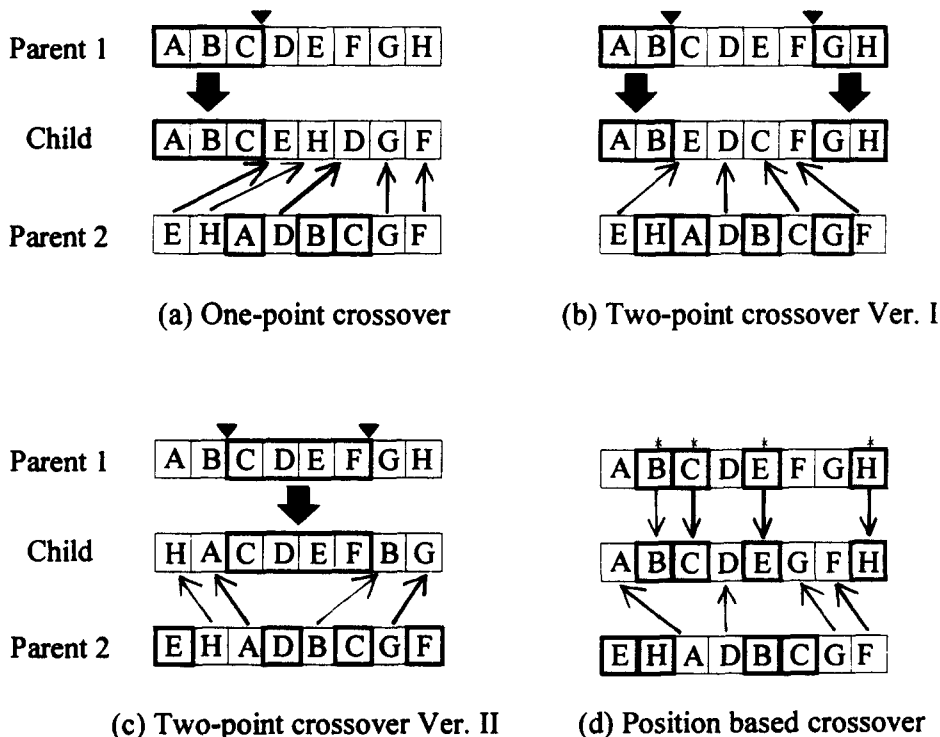 Parent 1
A B C D E F G H
Child
A B C E H D G F
Parent 2
E H A D B C G F
(a) One-point crossover
A B C D E F G H
A B E D C F G H
E H A D B C G F
(b) Two-point crossover Ver. I
Parent 1
A B C D E F G H
Child
H A C D E F B G
Parent 2
E H A D B C G F
(c) Two-point crossover Ver. II
* * * *
A B C D E F G H
A B C D E G F H
E H A D B C G F
(d) Position based crossover